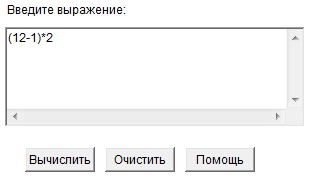 Введите выражение:
(12-1)*2
Вычислить Очистить Помощь